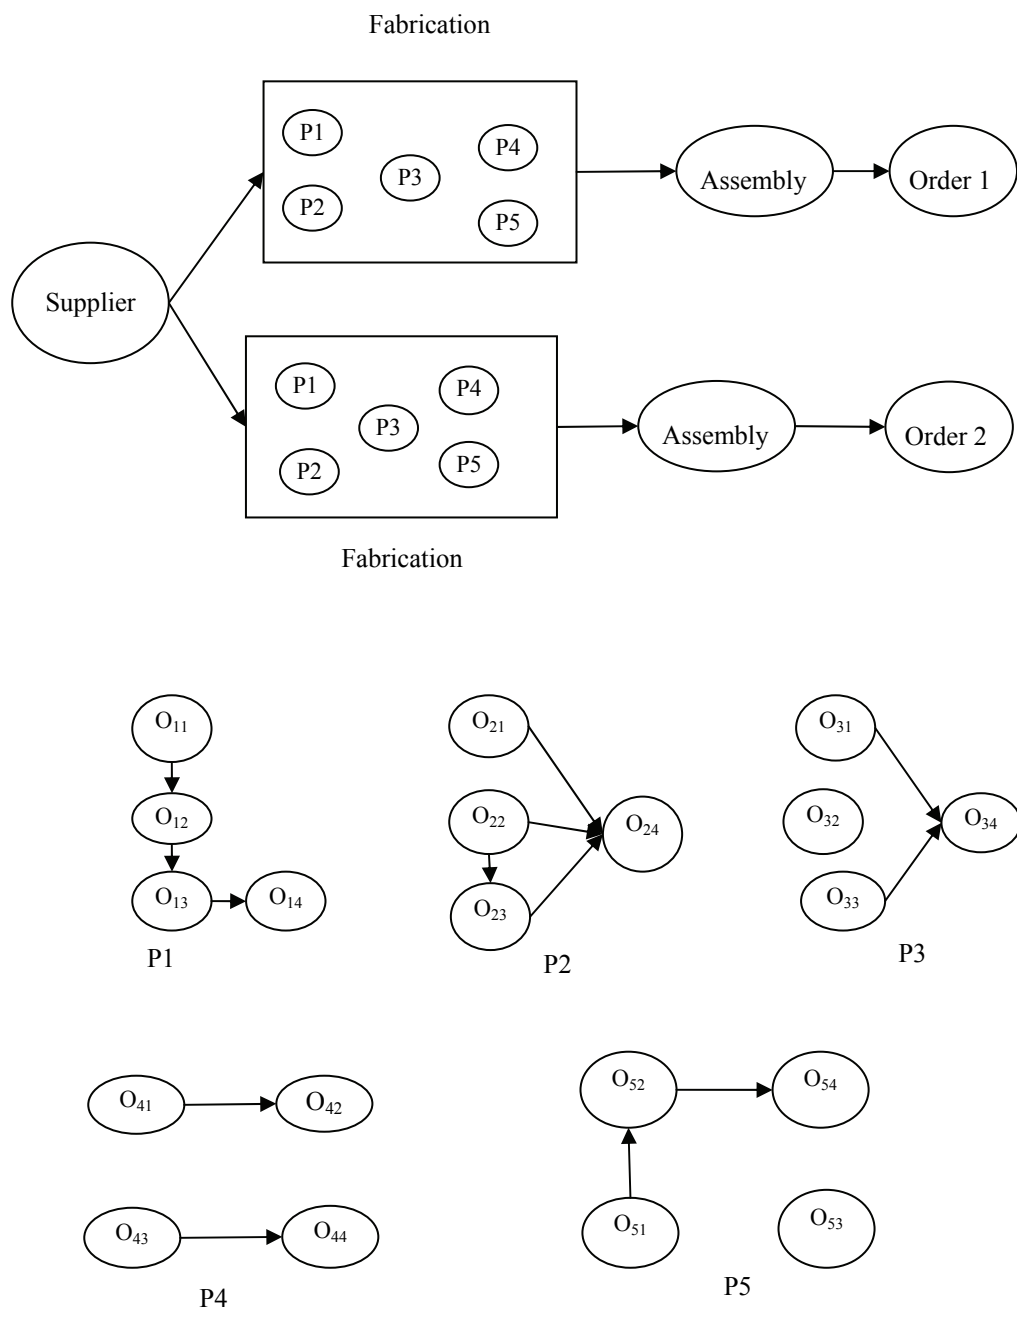 Fabrication
P1
P4
P3
P2
P5
Assembly
Order 1
Supplier
P1
P4
P3
P2
P5
Assembly
Order 2
Fabrication
O11
O12
O13
O14
P1
O21
O22
O24
O23
P2
O31
O32
O34
O33
P3
O41
O42
O43
O44
P4
O52
O54
O51
O53
P5